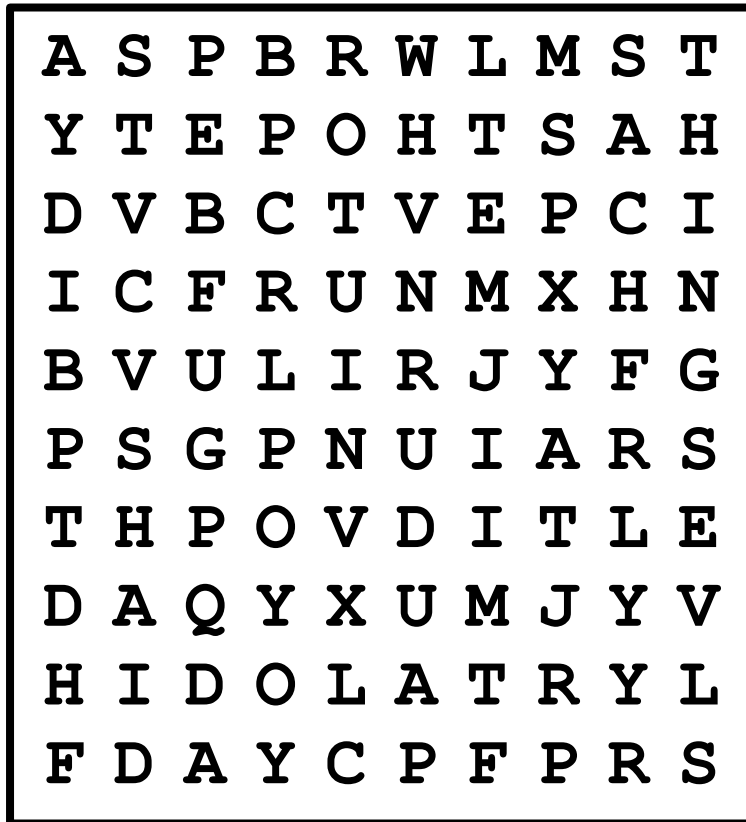 A S P B R W L M S T
Y T E P O H T S A H
D V B C T V E P C I
I C F R U N M X H N
B V U L I R J Y F G
P S G P N U I A R S
T H P O V D I T L E
D A Q Y X U M J Y V
H I D O L A T R Y L
F D A Y C P F P R S